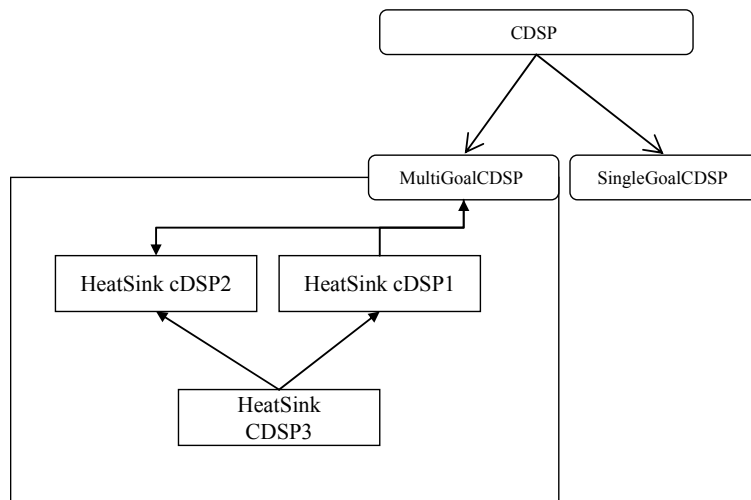 CDSP
MultiGoalCDSP
SingleGoalCDSP
HeatSink cDSP2
HeatSink cDSP1
HeatSink
CDSP3